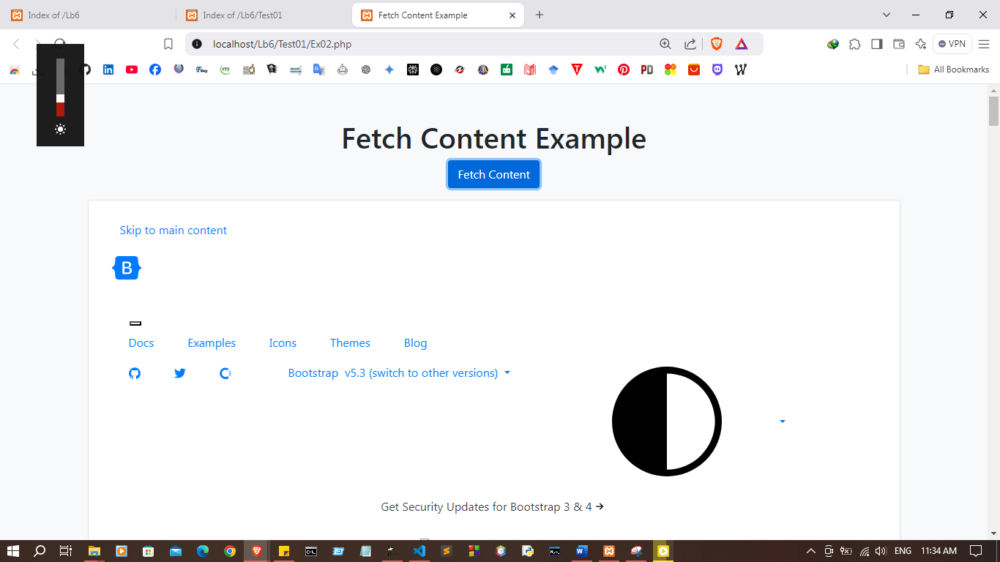 Index of /Lb6
Index of /Lb6/Test01
Fetch Content Example
localhost/Lb6/Test01/Ex02.php
VPN
All Bookmarks
Fetch Content Example
Fetch Content
Skip to main content
B
Docs Examples Icons Themes Blog
Bootstrap v5.3 (switch to other versions)
Get Security Updates for Bootstrap 3 & 4 →
ENG 11:34 AM